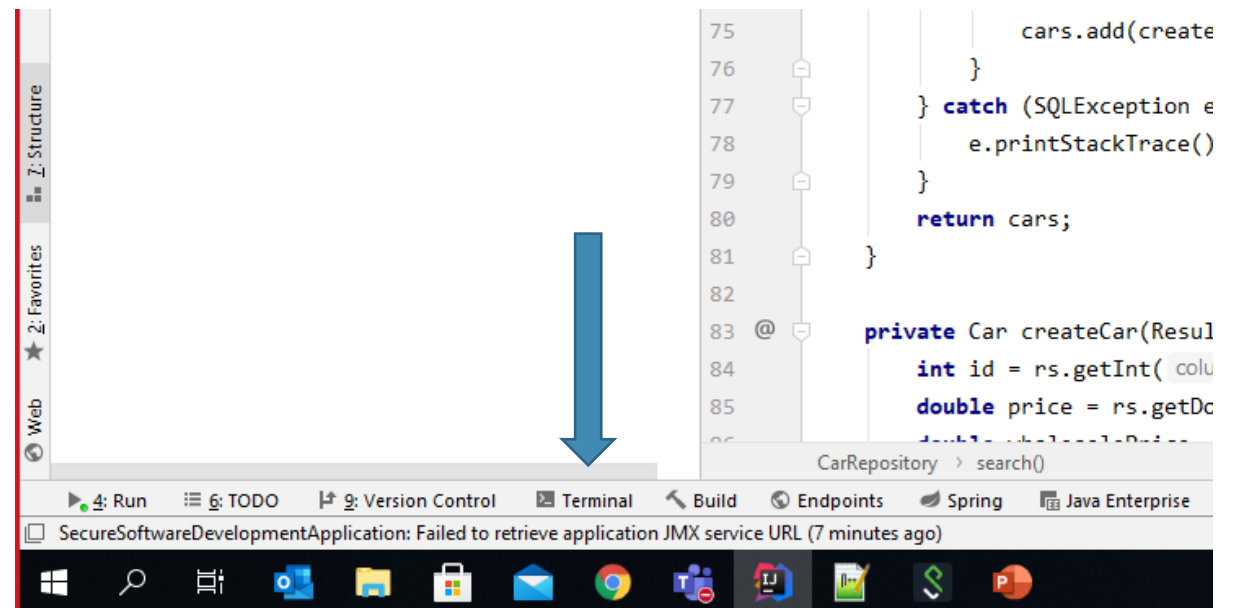 75 cars.add(create
76 }
77 } catch (SQLException e
78 e.printStackTrace()
79 }
80 return cars;
81 }
82
83 @ private Car createCar(Resul
84 int id = rs.getInt( colu
85 double price = rs.getDo
CarRepository > search()
7: Structure
2: Favorites
Web
4: Run 6: TODO 9: Version Control Terminal Build Endpoints Spring Java Enterprise
SecureSoftwareDevelopmentApplication: Failed to retrieve application JMX service URL (7 minutes ago)